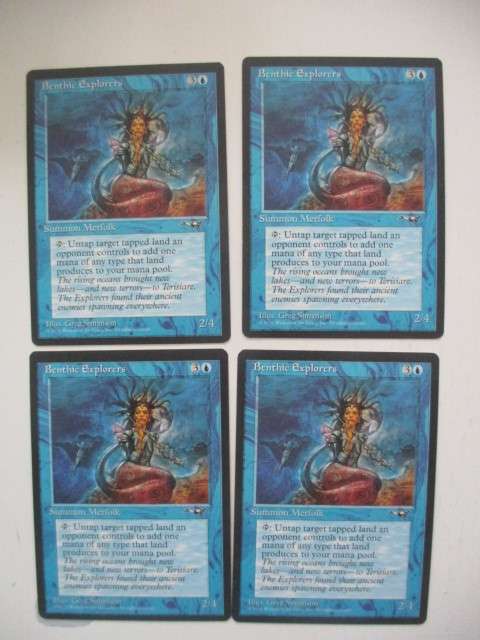 Benthic Explorers 3
Summon Merfolk
: Untap target tapped land an
opponent controls to add one
mana of any type that land
produces to your mana pool.
The rising oceans brought new
lakes—and new terrors—to Terisiare.
The Explorers found their ancient
enemies spawning everywhere.
Illus. Greg Simanson
2/4
Benthic Explorers 3
Summon Merfolk
: Untap target tapped land an
opponent controls to add one
mana of any type that land
produces to your mana pool.
The rising oceans brought new
lakes—and new terrors—to Terisiare.
The Explorers found their ancient
enemies spawning everywhere.
Illus. Greg Simanson
2/4
Benthic Explorers 3
Summon Merfolk
: Untap target tapped land an
opponent controls to add one
mana of any type that land
produces to your mana pool.
The rising oceans brought new
lakes—and new terrors—to Terisiare.
The Explorers found their ancient
enemies spawning everywhere.
Illus. Greg Simanson
2/4
Benthic Explorers 3
Summon Merfolk
: Untap target tapped land an
opponent controls to add one
mana of any type that land
produces to your mana pool.
The rising oceans brought new
lakes—and new terrors—to Terisiare.
The Explorers found their ancient
enemies spawning everywhere.
Illus. Greg Simanson
2/4